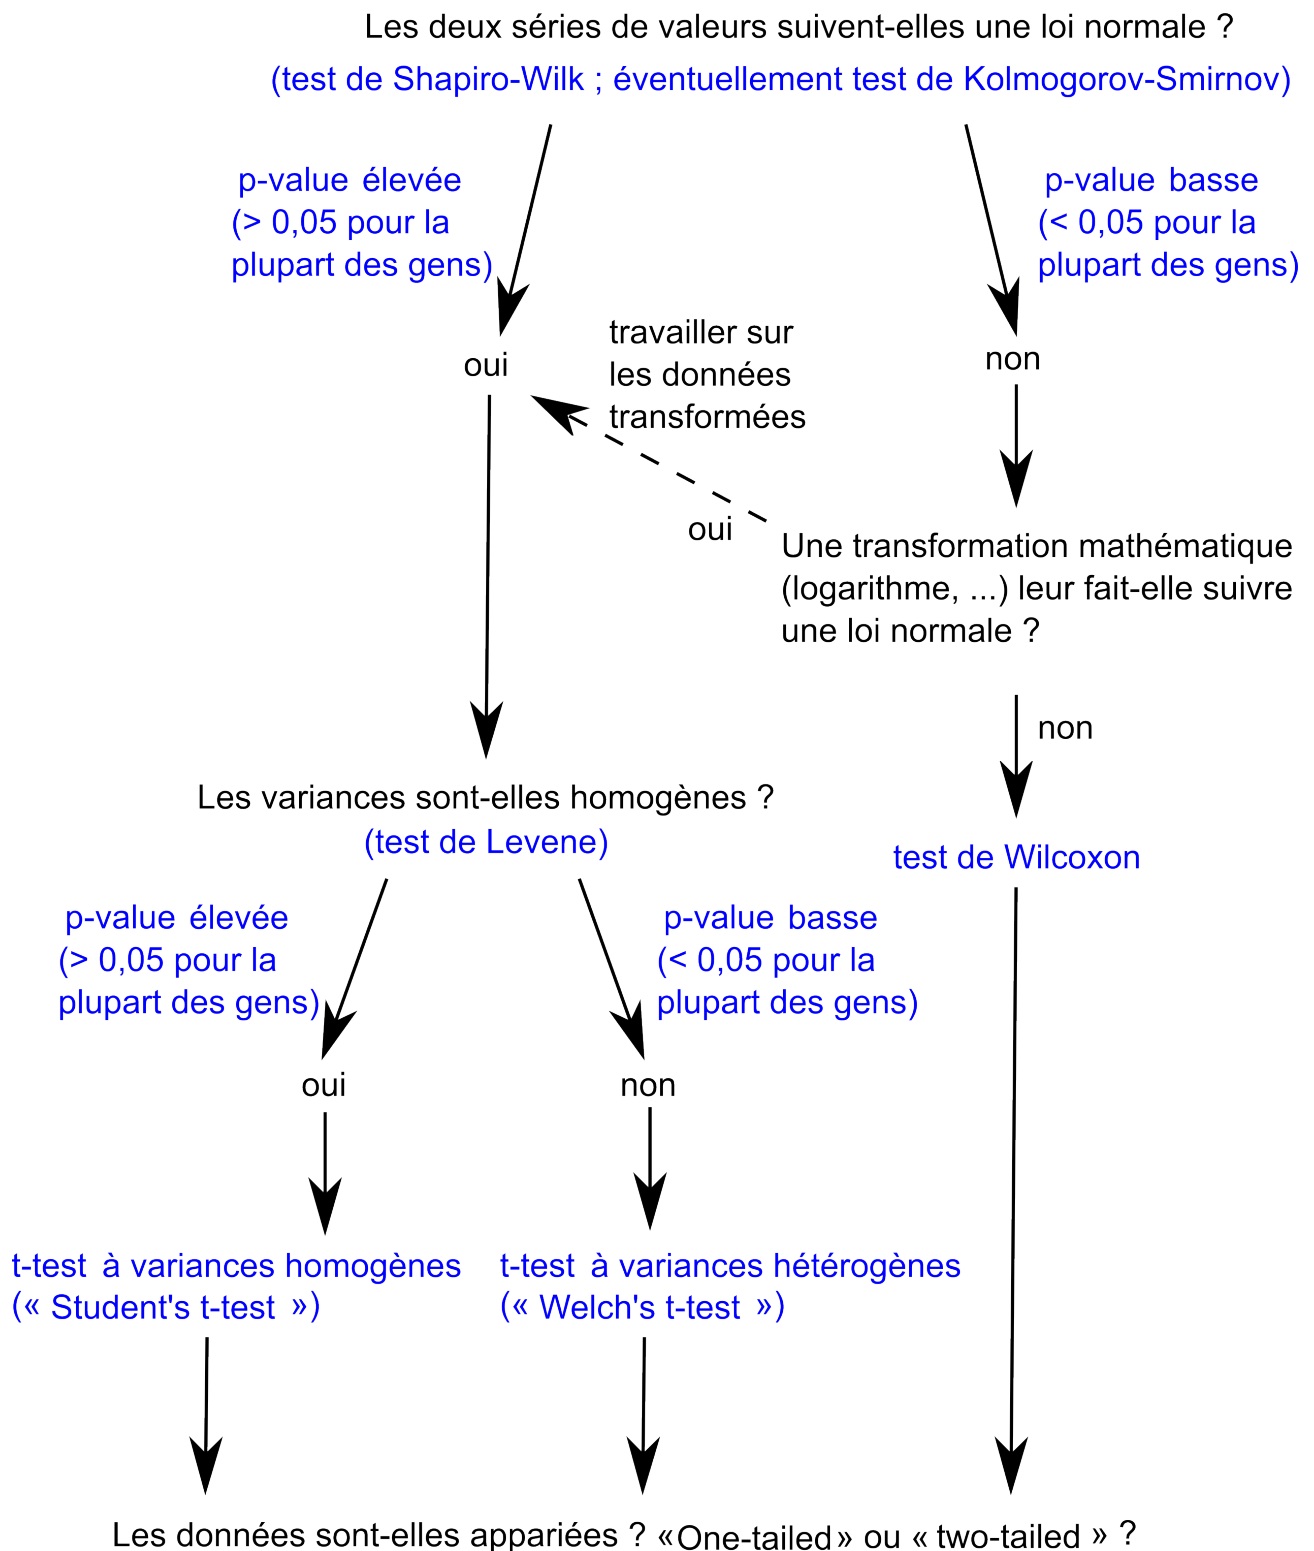 Les deux séries de valeurs suivent-elles une loi normale ?
(test de Shapiro-Wilk ; éventuellement test de Kolmogorov-Smirnov)
p-value élevée
(> 0,05 pour la
plupart des gens)
p-value basse
(< 0,05 pour la
plupart des gens)
oui
travailler sur
les données
transformées
non
oui
Une transformation mathématique
(logarithme, ...) leur fait-elle suivre
une loi normale ?
non
Les variances sont-elles homogènes ?
(test de Levene)
test de Wilcoxon
p-value élevée
(> 0,05 pour la
plupart des gens)
p-value basse
(< 0,05 pour la
plupart des gens)
oui
non
t-test à variances homogènes
(« Student's t-test »)
t-test à variances hétérogènes
(« Welch's t-test »)
Les données sont-elles appariées ? «One-tailed» ou « two-tailed » ?